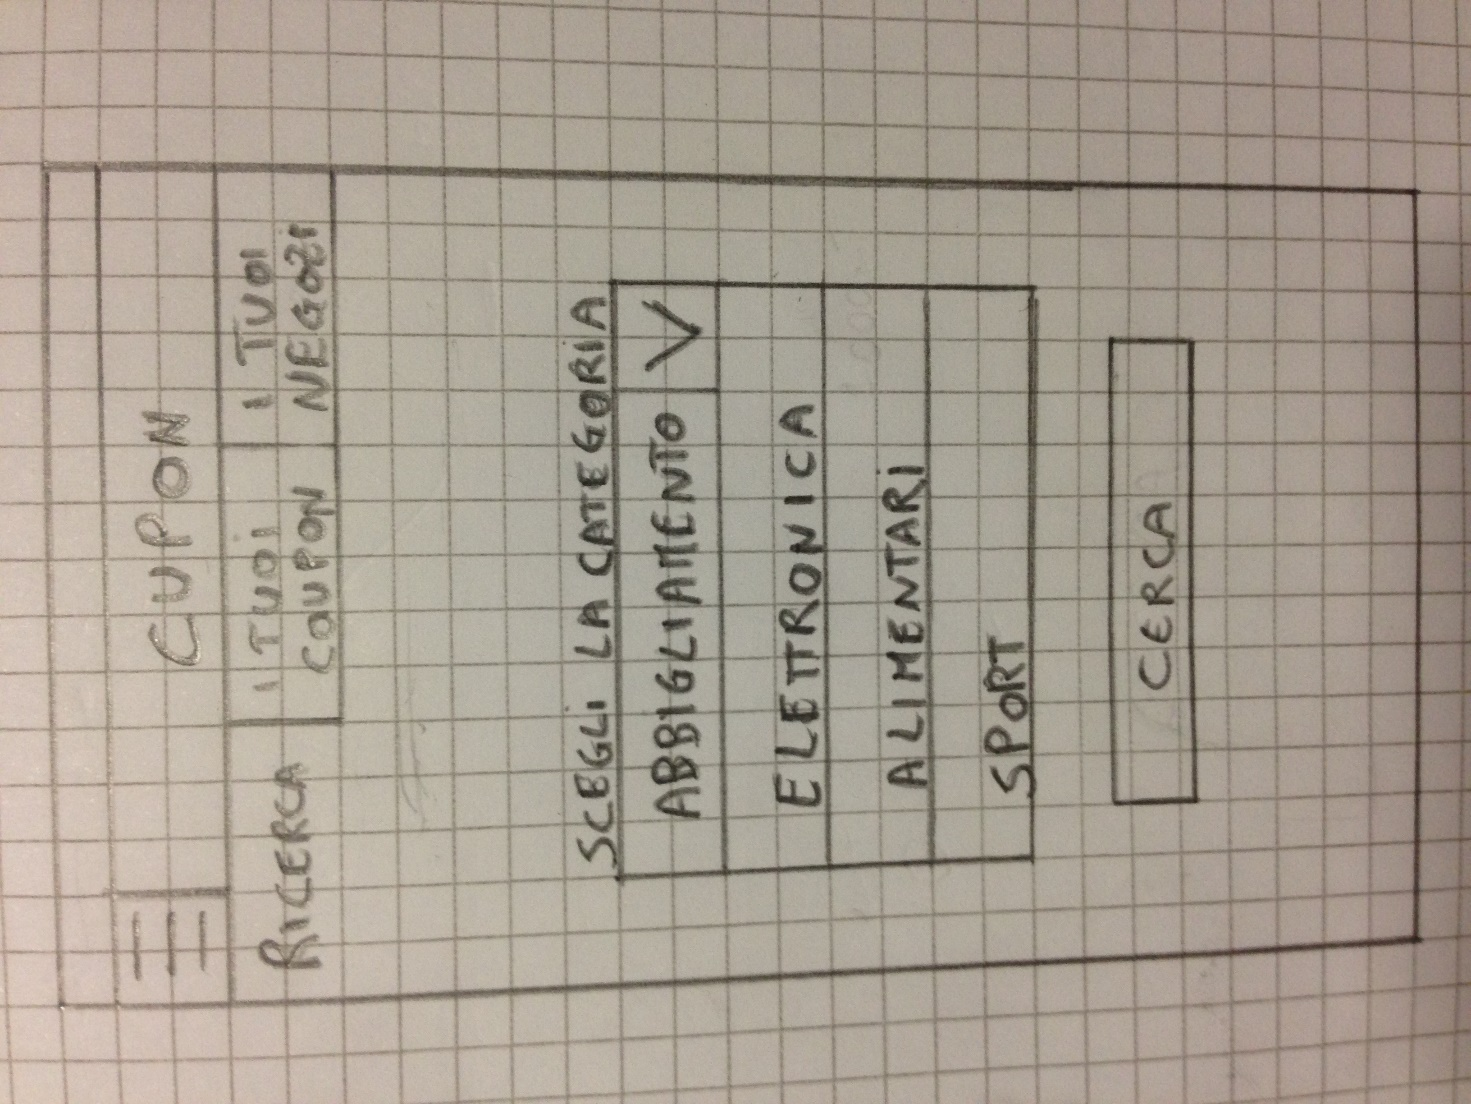 CUPON
RICERCA
I TUOI
COUPON
I TUOI
NEGOZI
SCEGLI LA CATEGORIA
ABBIGLIAMENTO
ELETTRONICA
ALIMENTARI
SPORT
CERCA